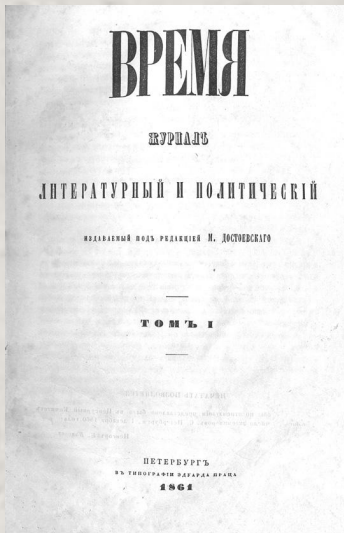 ВРЕМЯ
ЖУРНАЛЪ
ЛИТЕРАТУРНЫЙ И ПОЛИТИЧЕСКІЙ
ИЗДАВАЕМЫЙ ПОДЪ РЕДАКЦІЕЙ М. ДОСТОЕВСКАГО
ТОМЪ I
ПЕТЕРБУРГЪ
ВЪ ТИПОГРАФІИ ЭДУАРДА ПРАЦА
1861